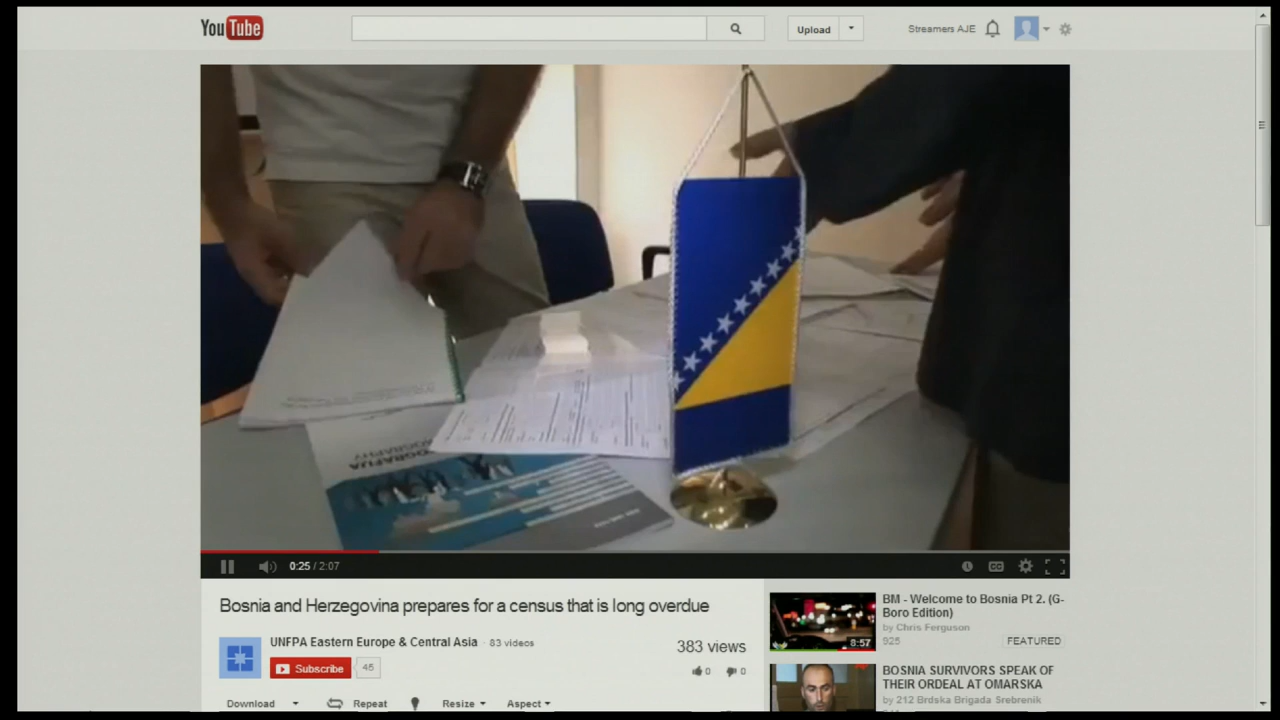 YouTube
Upload
Streamers AJE
0:25 / 2:07
CC
Bosnia and Herzegovina prepares for a census that is long overdue
UNFPA Eastern Europe & Central Asia · 83 videos
Subscribe 45
383 views
0 0
Download
Repeat
Resize
Aspect
8:57
BM - Welcome to Bosnia Pt 2. (G-
Boro Edition)
by Chris Ferguson
925
FEATURED
BOSNIA SURVIVORS SPEAK OF
THEIR ORDEAL AT OMARSKA
by 212 Brdska Brigada Srebrenik